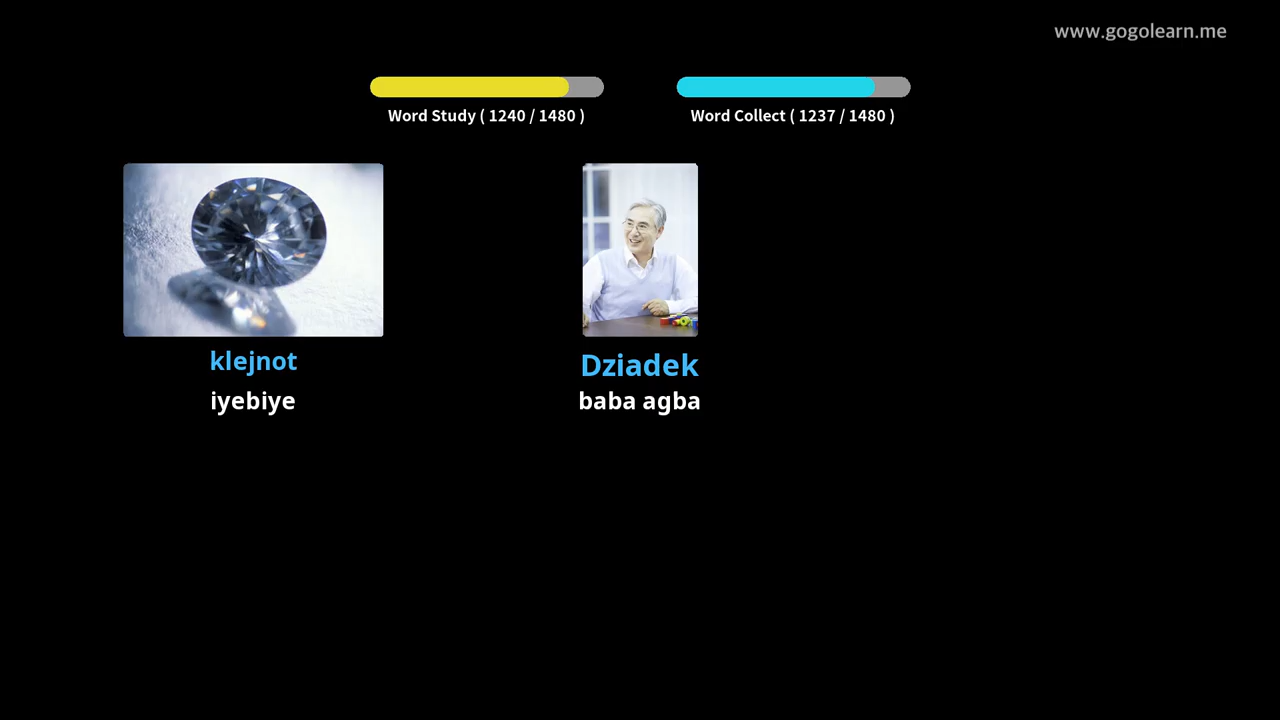 www.gogolearn.me
Word Study ( 1240 / 1480 )
Word Collect ( 1237 / 1480 )
klejnot
iyebiye
Dziadek
baba agba